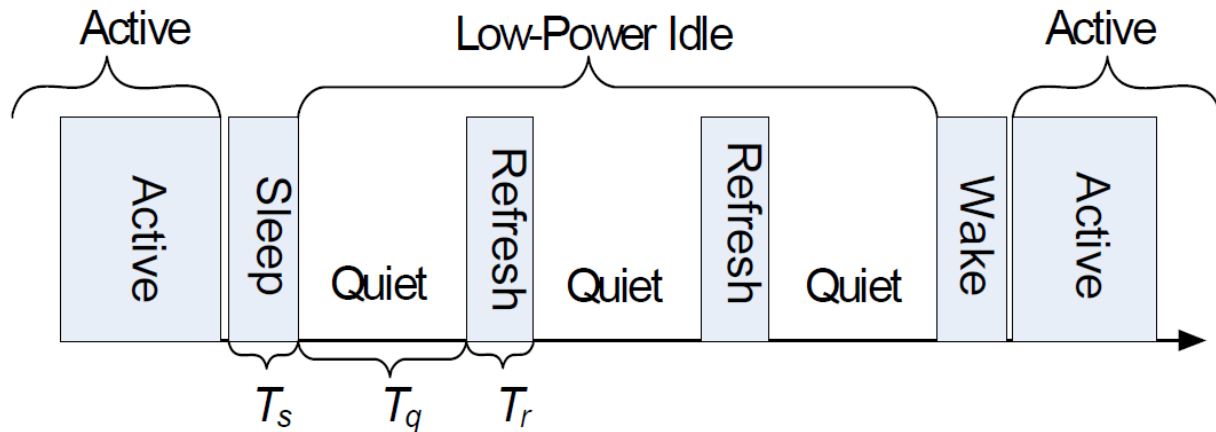 Active
Low-Power Idle
Active
Active
Sleep
Quiet
Refresh
Quiet
Refresh
Quiet
Wake
Active
Ts
Tq
Tr